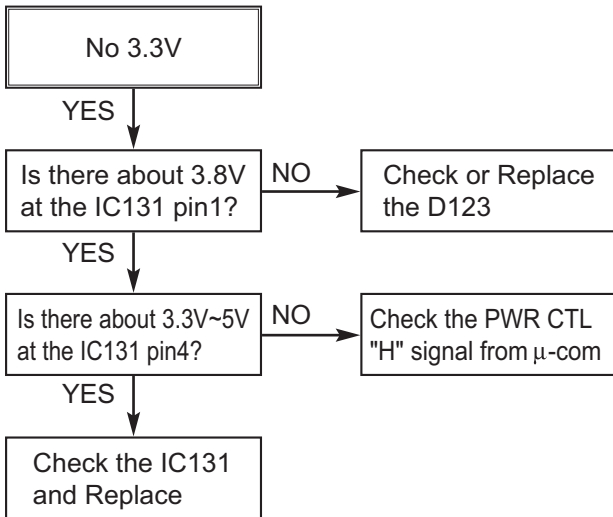 No 3.3V
YES
Is there about 3.8V
at the IC131 pin1?
NO
Check or Replace
the D123
YES
Is there about 3.3V~5V
at the IC131 pin4?
NO
Check the PWR CTL
"H" signal from μ-com
YES
Check the IC131
and Replace